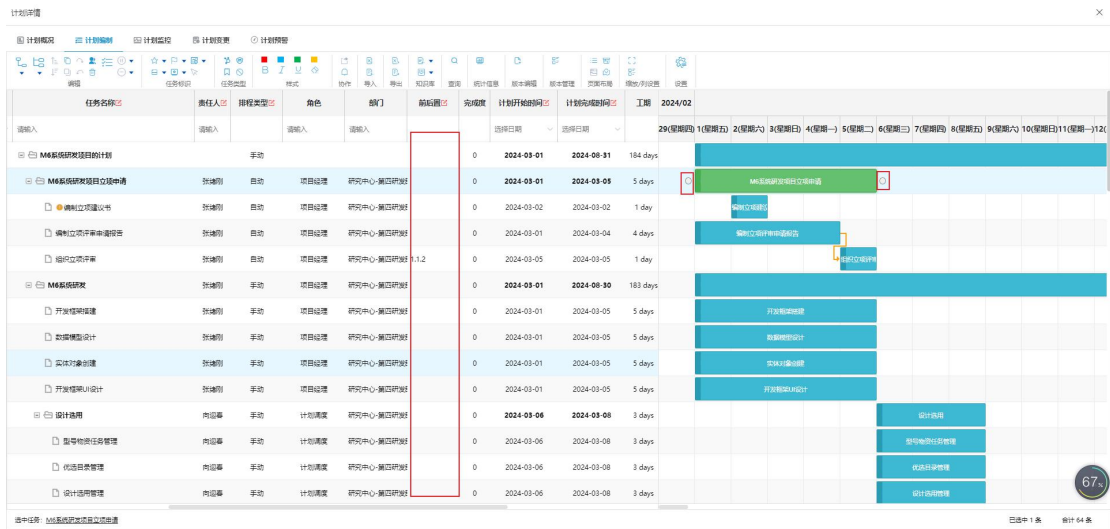 计划详情
计划概况 计划编制 计划监控 计划变更 计划预警
编辑 任务标识 任务类型 样式 协作 导入 导出 知识库 查询 统计信息 版本编辑 版本管理 页面布局 缩放/列设置 设置
任务名称 责任人 排程类型 角色 部门 前后置 完成度 计划开始时间 计划完成时间 工期 2024/02
请输入 请输入 请输入 请输入 选择日期 选择日期 29(星期四) 1(星期五) 2(星期六) 3(星期日) 4(星期一) 5(星期二) 6(星期三) 7(星期四) 8(星期五) 9(星期六) 10(星期日) 11(星期一) 12(
M6系统研发项目的计划 手动 0 2024-03-01 2024-08-31 184 days
M6系统研发项目立项申请 张绪刚 自动 项目经理 研究中心-第四研发 0 2024-03-01 2024-03-05 5 days M6系统研发项目立项申请
编制立项建议书 张绪刚 自动 项目经理 研究中心-第四研发 0 2024-03-02 2024-03-02 1 day 编制立项建议
编制立项评审申请报告 张绪刚 自动 项目经理 研究中心-第四研发 0 2024-03-01 2024-03-04 4 days 编制立项评审申请报告
组织立项评审 张绪刚 自动 项目经理 研究中心-第四研发 1.1.2 0 2024-03-05 2024-03-05 1 day 组织立项评审
M6系统研发 张绪刚 手动 项目经理 研究中心-第四研发 0 2024-03-01 2024-08-30 183 days
开发框架搭建 张绪刚 手动 项目经理 研究中心-第四研发 0 2024-03-01 2024-03-05 5 days 开发框架搭建
数据模型设计 张绪刚 手动 项目经理 研究中心-第四研发 0 2024-03-01 2024-03-05 5 days 数据模型设计
实体对象创建 张绪刚 手动 项目经理 研究中心-第四研发 0 2024-03-01 2024-03-05 5 days 实体对象创建
开发框架UI设计 张绪刚 手动 项目经理 研究中心-第四研发 0 2024-03-01 2024-03-05 5 days 开发框架UI设计
设计选用 向迎春 手动 计划调度 研究中心-第四研发 0 2024-03-06 2024-03-08 3 days 设计选用
型号物资任务管理 向迎春 手动 计划调度 研究中心-第四研发 0 2024-03-06 2024-03-08 3 days 型号物资任务管理
优选目录管理 向迎春 手动 计划调度 研究中心-第四研发 0 2024-03-06 2024-03-08 3 days 优选目录管理
设计选用管理 向迎春 手动 计划调度 研究中心-第四研发 0 2024-03-06 2024-03-08 3 days 设计选用管理
67%
选中任务: M6系统研发项目立项申请 已选中 1 条 合计 64 条